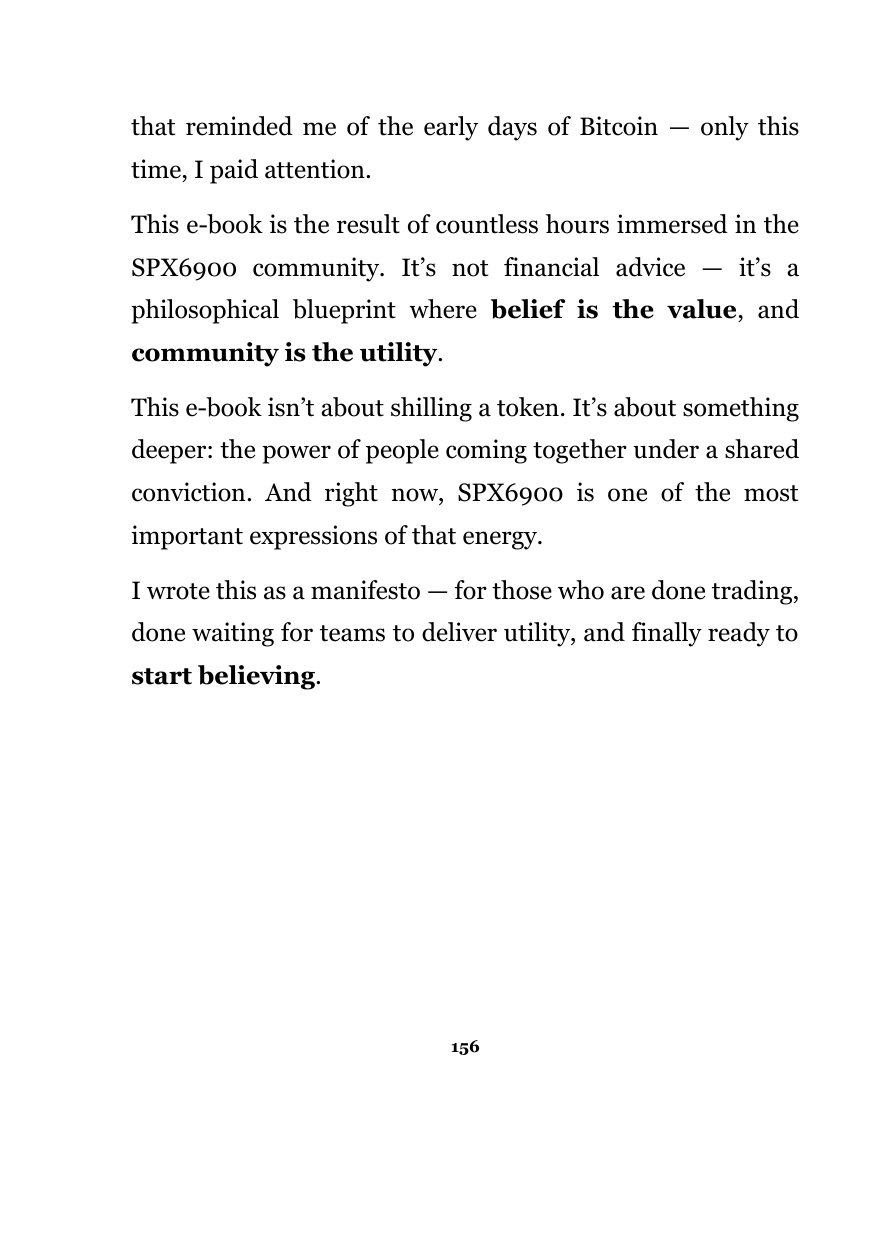 that reminded me of the early days of Bitcoin — only this
time, I paid attention.
This e-book is the result of countless hours immersed in the
SPX6900 community. It’s not financial advice — it’s a
philosophical blueprint where belief is the value, and
community is the utility.
This e-book isn’t about shilling a token. It’s about something
deeper: the power of people coming together under a shared
conviction. And right now, SPX6900 is one of the most
important expressions of that energy.
I wrote this as a manifesto — for those who are done trading,
done waiting for teams to deliver utility, and finally ready to
start believing.
156